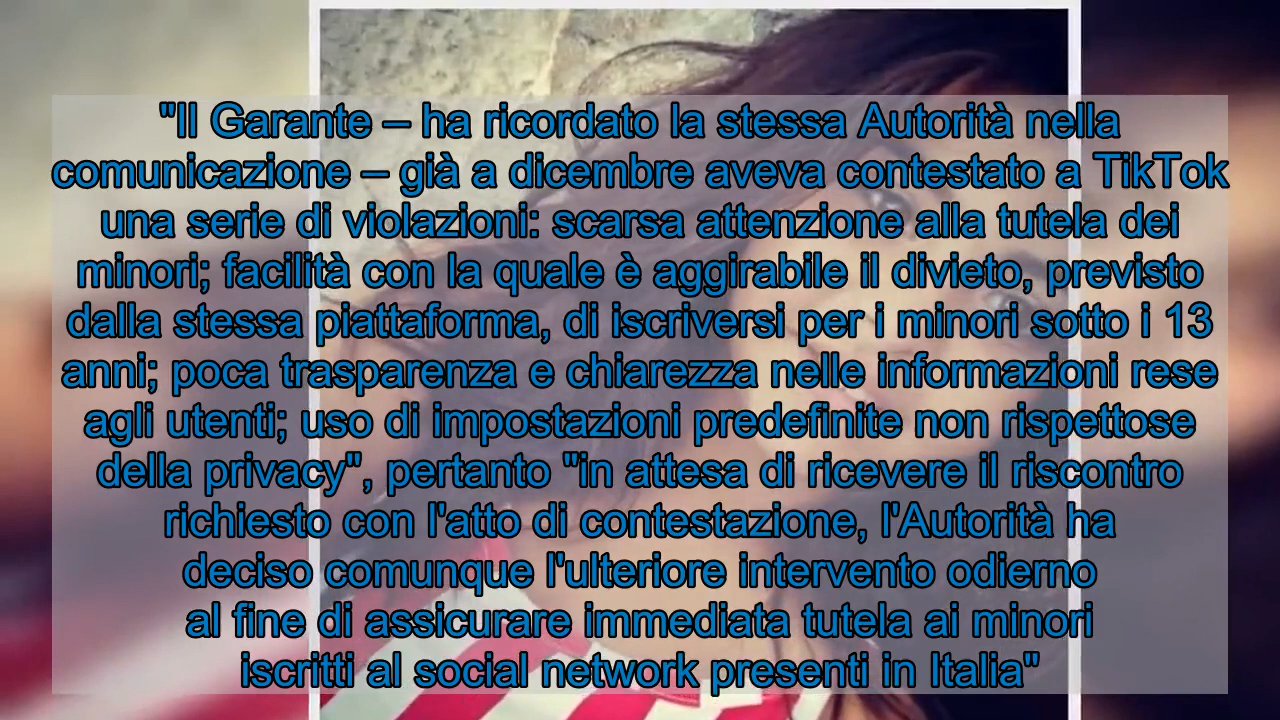 "Il Garante – ha ricordato la stessa Autorità nella
comunicazione – già a dicembre aveva contestato a TikTok
una serie di violazioni: scarsa attenzione alla tutela dei
minori; facilità con la quale è aggirabile il divieto, previsto
dalla stessa piattaforma, di iscriversi per i minori sotto i 13
anni; poca trasparenza e chiarezza nelle informazioni rese
agli utenti; uso di impostazioni predefinite non rispettose
della privacy", pertanto "in attesa di ricevere il riscontro
richiesto con l'atto di contestazione, l'Autorità ha
deciso comunque l'ulteriore intervento odierno
al fine di assicurare immediata tutela ai minori
iscritti al social network presenti in Italia"